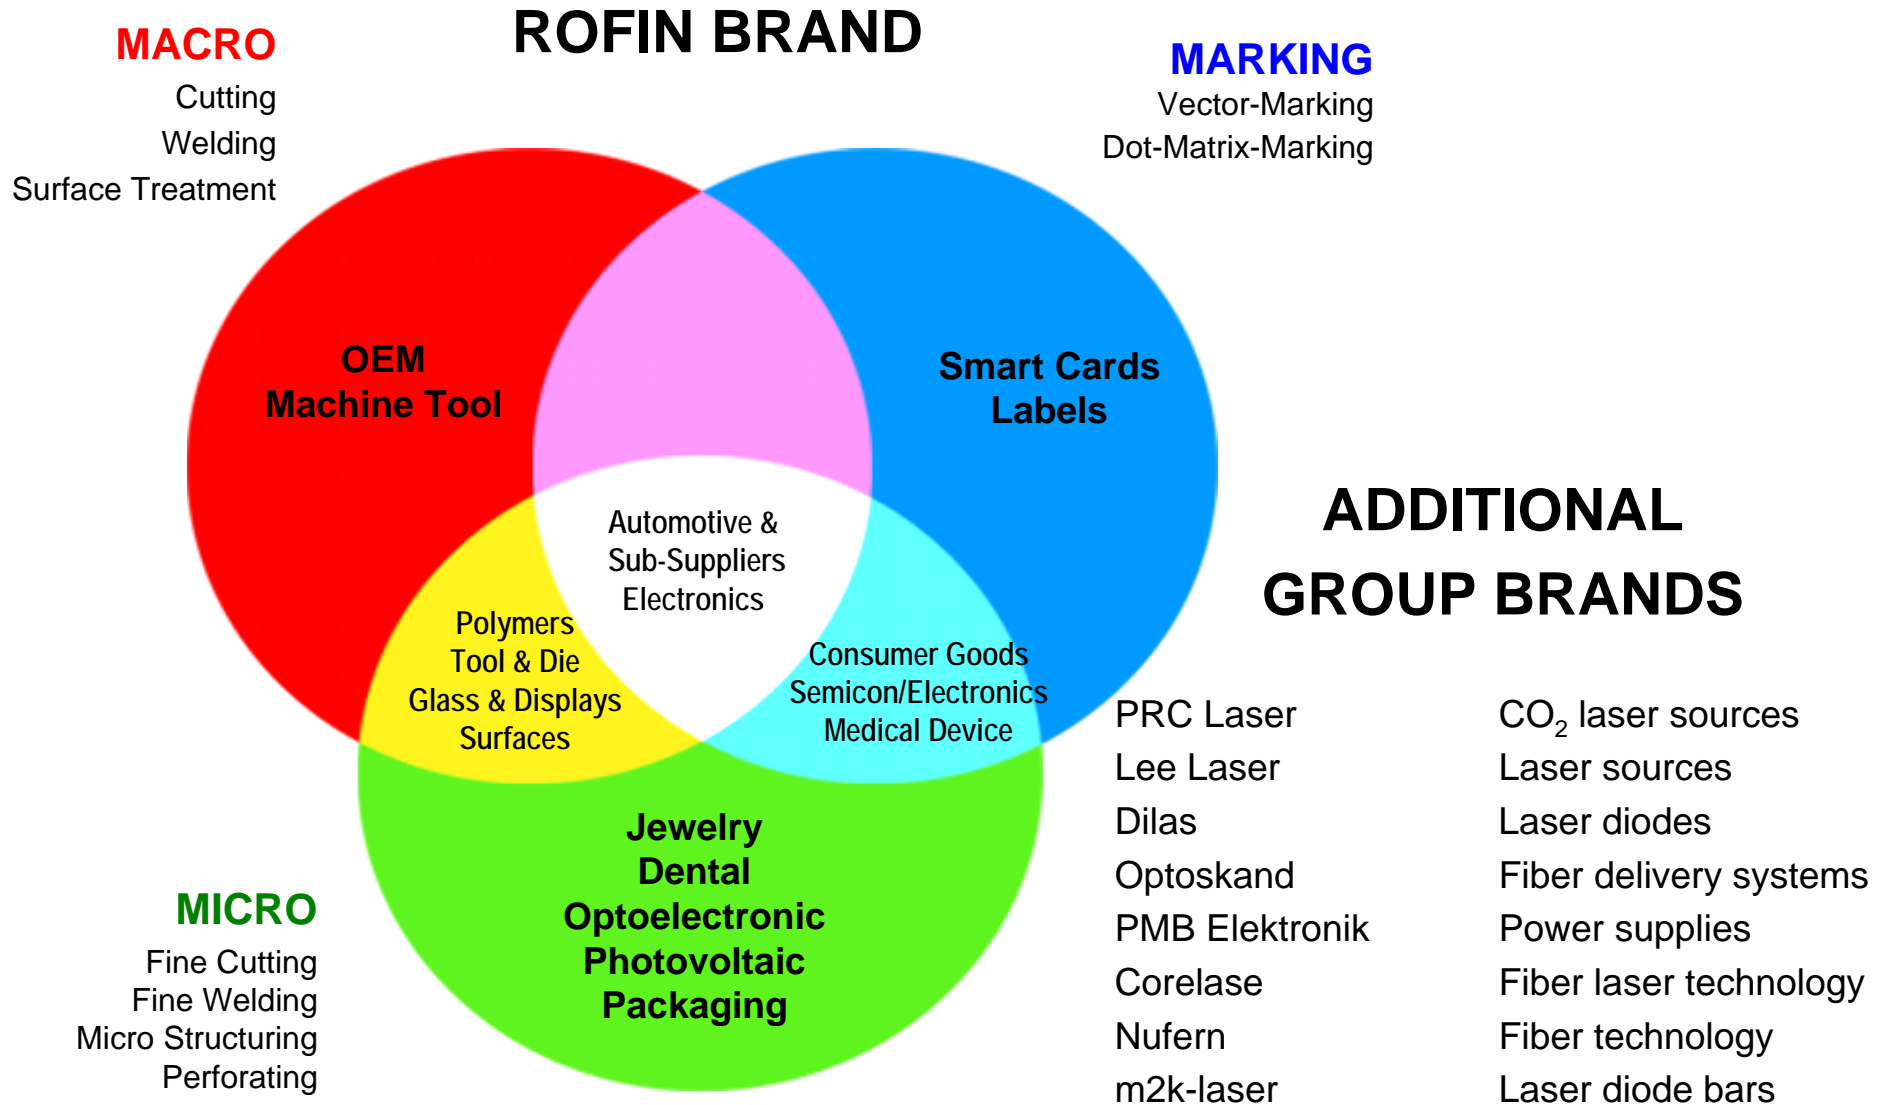 ROFIN BRAND
MACRO
Cutting
Welding
Surface Treatment
MARKING
Vector-Marking
Dot-Matrix-Marking
OEM
Machine Tool
Smart Cards
Labels
Automotive &
Sub-Suppliers
Electronics
Polymers
Tool & Die
Glass & Displays
Surfaces
Consumer Goods
Semicon/Electronics
Medical Device
Jewelry
Dental
Optoelectronic
Photovoltaic
Packaging
MICRO
Fine Cutting
Fine Welding
Micro Structuring
Perforating
ADDITIONAL
GROUP BRANDS
PRC Laser CO₂ laser sources
Lee Laser Laser sources
Dilas Laser diodes
Optoskand Fiber delivery systems
PMB Elektronik Power supplies
Corelase Fiber laser technology
Nufern Fiber technology
m2k-laser Laser diode bars